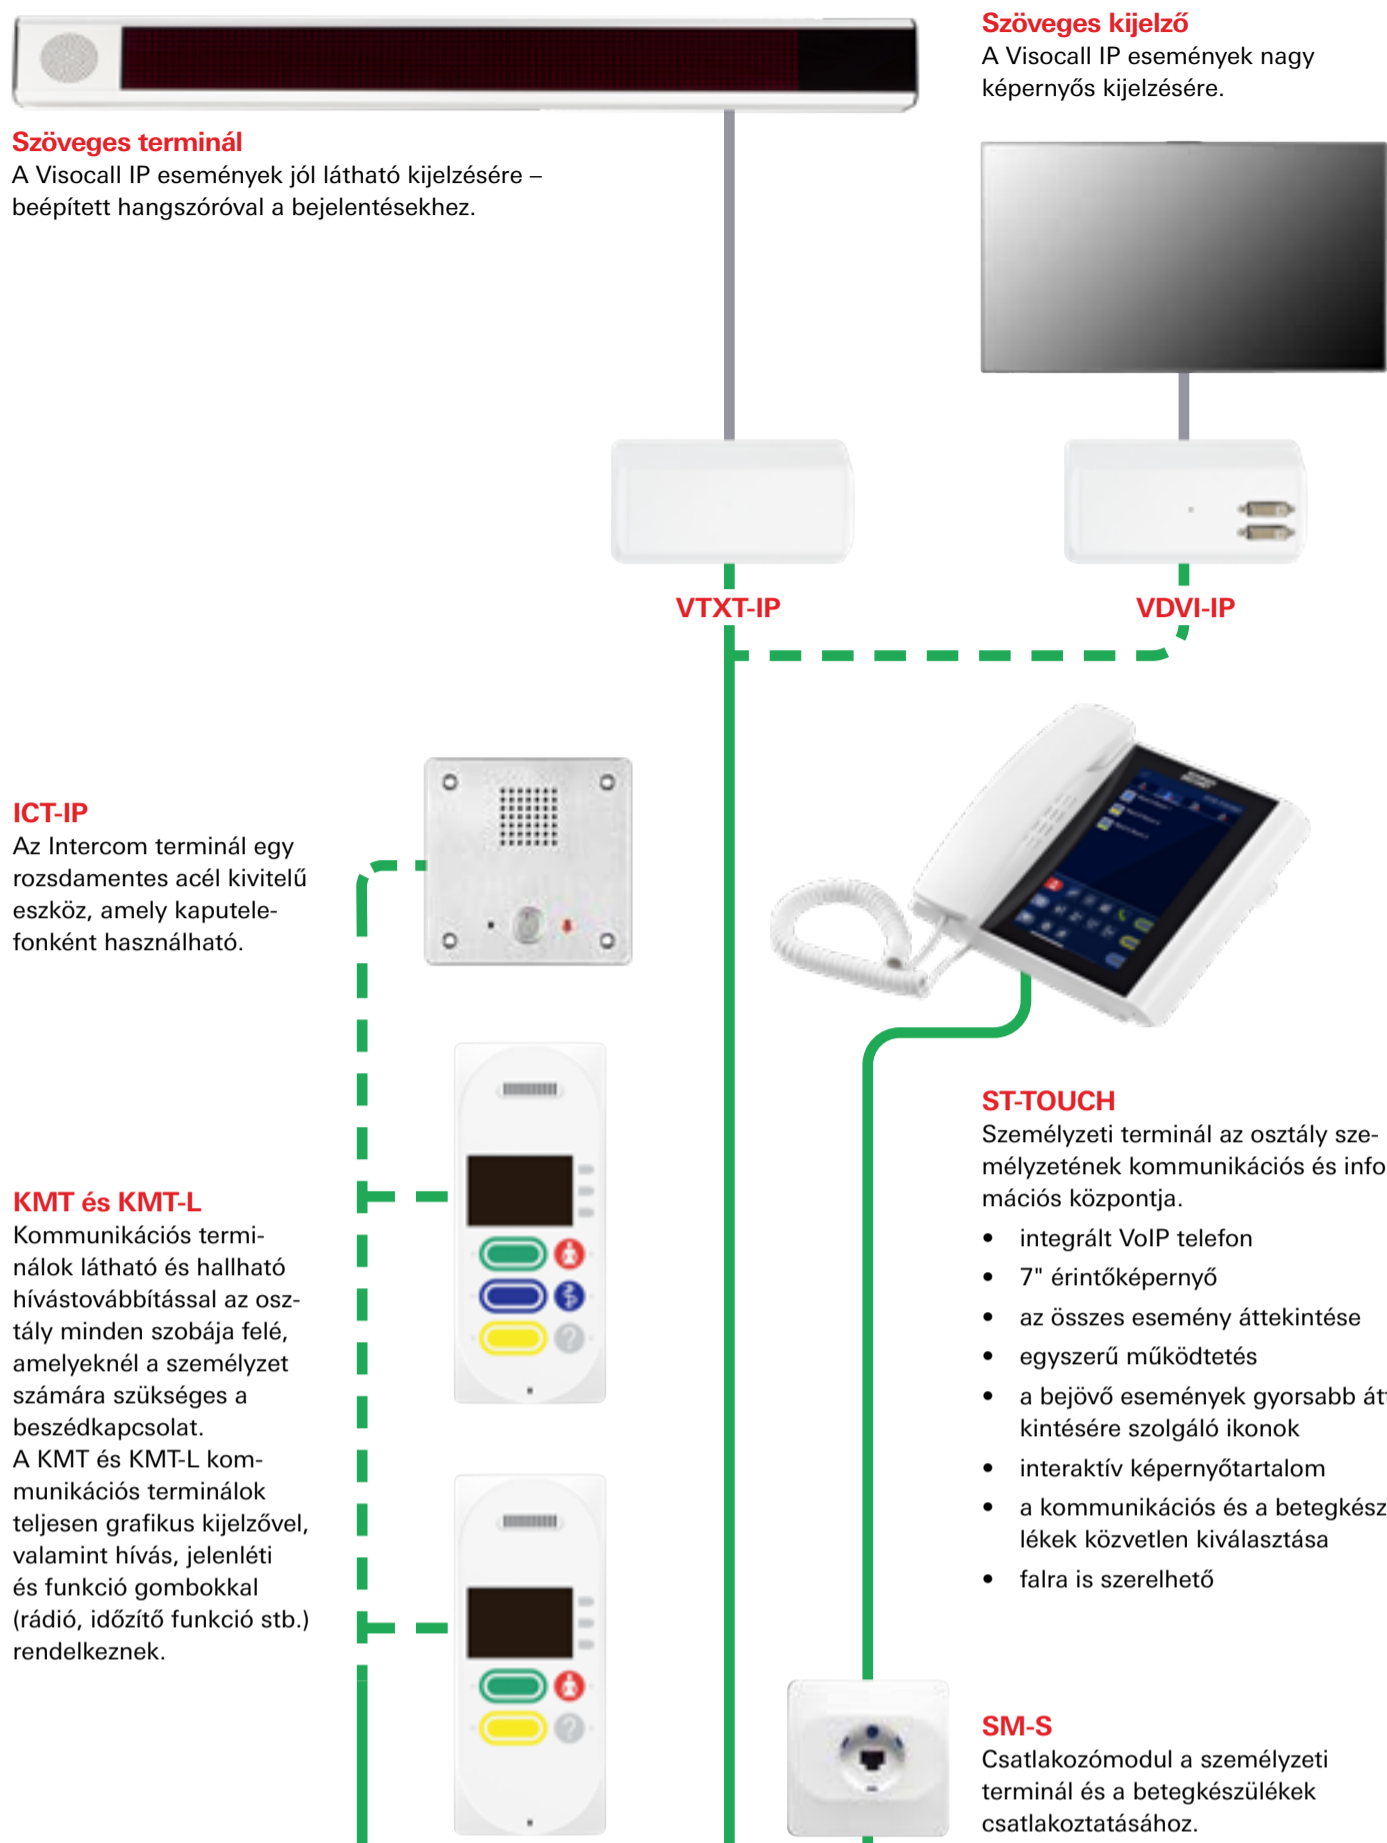 Szöveges kijelző
A Visocall IP események nagy
képernyős kijelzésére.
Szöveges terminál
A Visocall IP események jól látható kijelzésére –
beépített hangszóróval a bejelentésekhez.
VTXT-IP
VDVI-IP
ICT-IP
Az Intercom terminál egy
rozsdamentes acél kivitelű
eszköz, amely kaputele-
fonként használható.
KMT és KMT-L
Kommunikációs termi-
nálok látható és hallható
hívástovábbítással az osz-
tály minden szobája felé,
amelyeknél a személyzet
számára szükséges a
beszédkapcsolat.
A KMT és KMT-L kom-
munikációs terminálok
teljesen grafikus kijelzővel,
valamint hívás, jelenléti
és funkció gombokkal
(rádió, időzítő funkció stb.)
rendelkeznek.
ST-TOUCH
Személyzeti terminál az osztály sze-
mélyzetének kommunikációs és info
mációs központja.
• integrált VoIP telefon
• 7" érintőképernyő
• az összes esemény áttekintése
• egyszerű működtetés
• a bejövő események gyorsabb átt
kintésére szolgáló ikonok
• interaktív képernyőtartalom
• a kommunikációs és a betegkész
lékek közvetlen kiválasztása
• falra is szerelhető
SM-S
Csatlakozómodul a személyzeti
terminál és a betegkészülékek
csatlakoztatásához.